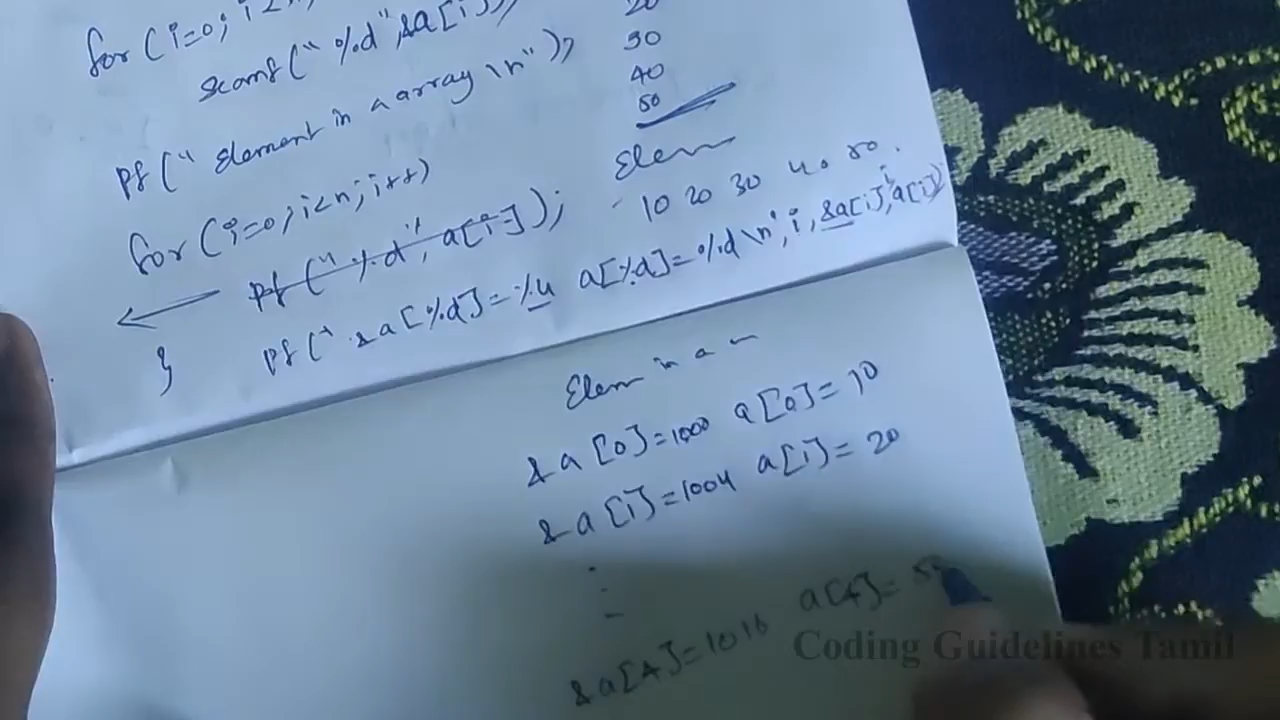 for (i=0; i<
scanf("%d",&a[i]);
20
30
40
50
pf(" Element in a array \n");
for (i=0; i<n; i++)
pf(" %d", a[i]);
Elem
10 20 30 40 50.
pf(" &a[%d]=%u a[%d]=%d\n", i, &a[i], i, a[i])
}
Elem in a
&a[0]=1000 a[0]=10
&a[1]=1004 a[1]=20
&a[4]=1016 a[4]=50
Coding Guidelines Tamil